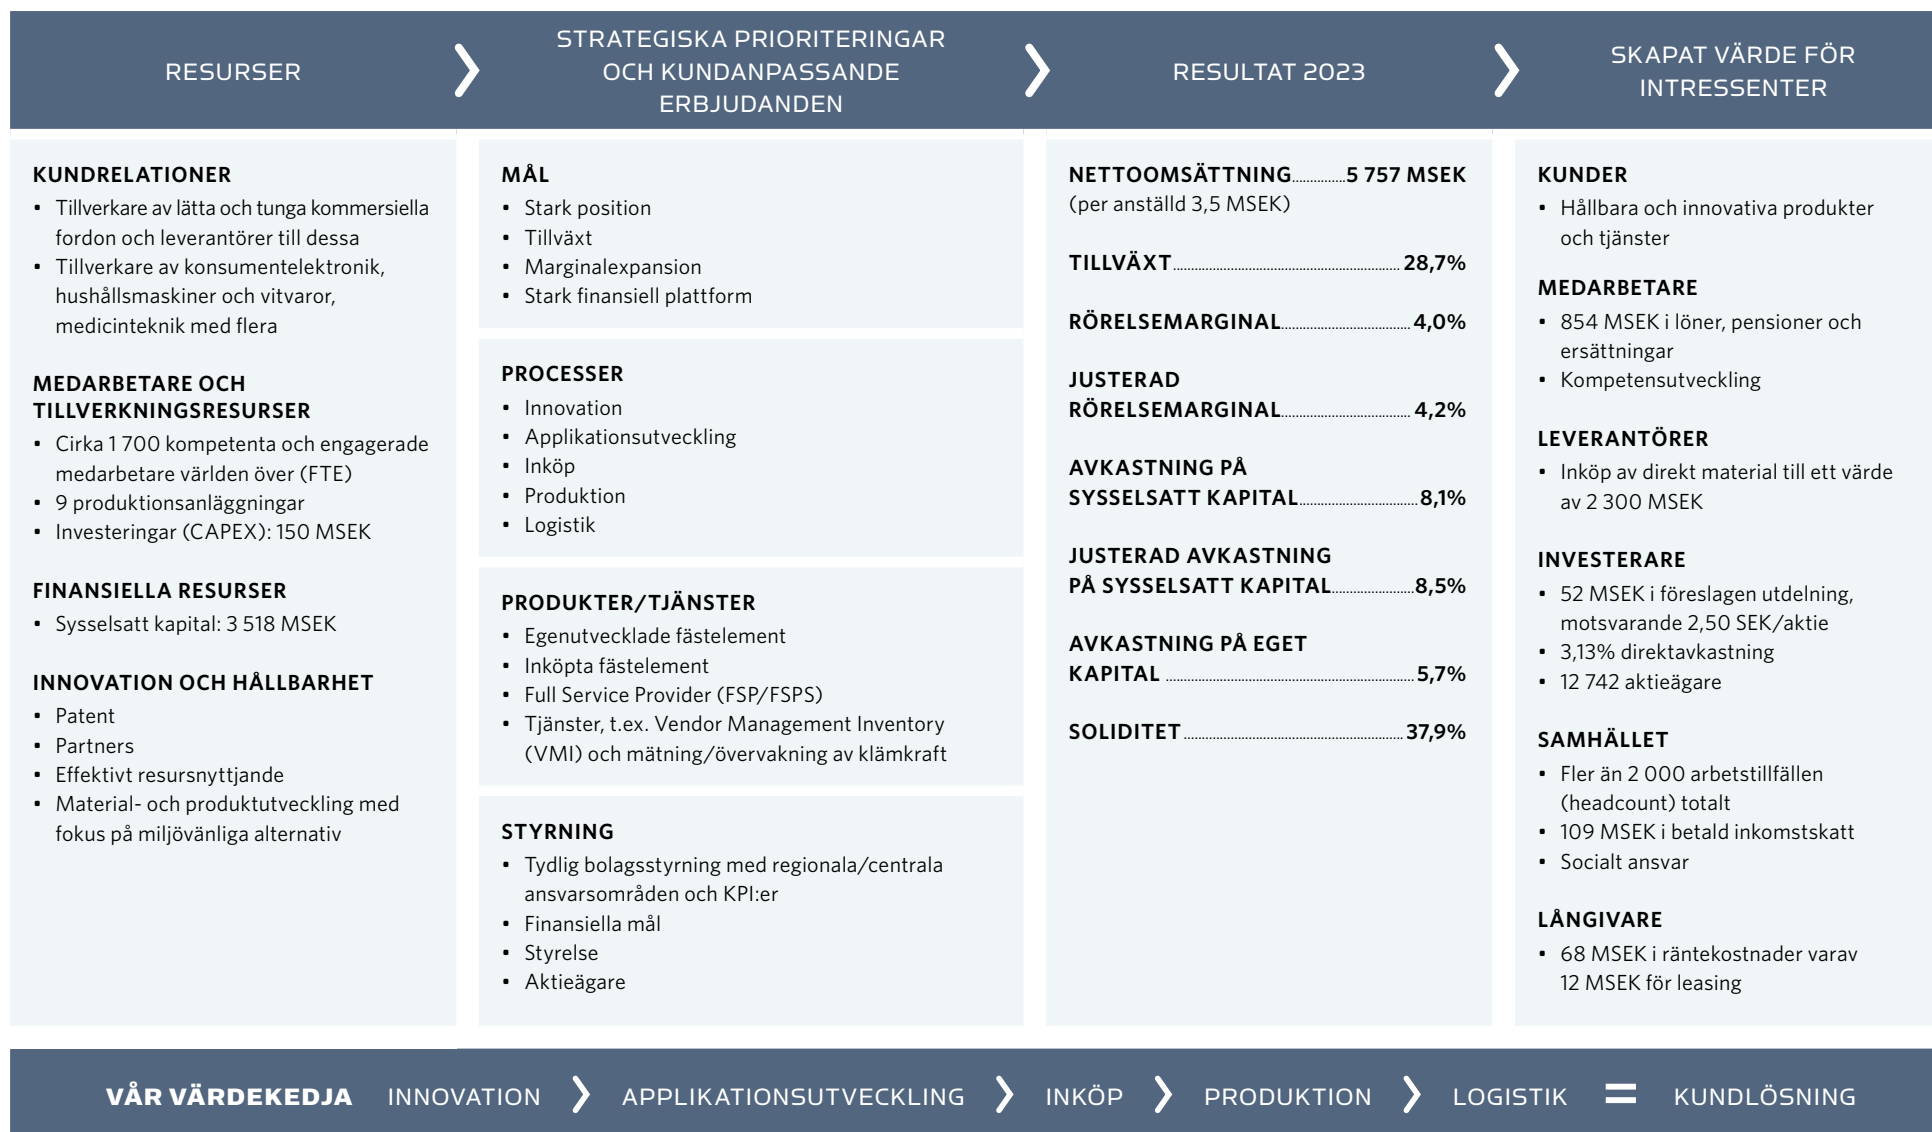 RESURSER
STRATEGISKA PRIORITERINGAR
OCH KUNDANPASSANDE
ERBJUDANDEN
RESULTAT 2023
SKAPAT VÄRDE FÖR
INTRESSENTER
KUNDRELATIONER
• Tillverkare av lätta och tunga kommersiella
fordon och leverantörer till dessa
• Tillverkare av konsumentelektronik,
hushållsmaskiner och vitvaror,
medicinteknik med flera
MEDARBETARE OCH
TILLVERKNINGSRESURSER
• Cirka 1 700 kompetenta och engagerade
medarbetare världen över (FTE)
• 9 produktionsanläggningar
• Investeringar (CAPEX): 150 MSEK
FINANSIELLA RESURSER
• Sysselsatt kapital: 3 518 MSEK
INNOVATION OCH HÅLLBARHET
• Patent
• Partners
• Effektivt resursnyttjande
• Material- och produktutveckling med
fokus på miljövänliga alternativ
MÅL
• Stark position
• Tillväxt
• Marginalexpansion
• Stark finansiell plattform
PROCESSER
• Innovation
• Applikationsutveckling
• Inköp
• Produktion
• Logistik
PRODUKTER/TJÄNSTER
• Egenutvecklade fästelement
• Inköpta fästelement
• Full Service Provider (FSP/FSPS)
• Tjänster, t.ex. Vendor Management Inventory
(VMI) och mätning/övervakning av klämkraft
STYRNING
• Tydlig bolagsstyrning med regionala/centrala
ansvarsområden och KPI:er
• Finansiella mål
• Styrelse
• Aktieägare
NETTOOMSÄTTNING..............5 757 MSEK
(per anställd 3,5 MSEK)
TILLVÄXT.............................. 28,7%
RÖRELSEMARGINAL.............................. 4,0%
JUSTERAD
RÖRELSEMARGINAL.............................. 4,2%
AVKASTNING PÅ
SYSSELSATT KAPITAL..............................8,1%
JUSTERAD AVKASTNING
PÅ SYSSELSATT KAPITAL....................8,5%
AVKASTNING PÅ EGET
KAPITAL .............................. 5,7%
SOLIDITET.............................. 37,9%
KUNDER
• Hållbara och innovativa produkter
och tjänster
MEDARBETARE
• 854 MSEK i löner, pensioner och
ersättningar
• Kompetensutveckling
LEVERANTÖRER
• Inköp av direkt material till ett värde
av 2 300 MSEK
INVESTERARE
• 52 MSEK i föreslagen utdelning,
motsvarande 2,50 SEK/aktie
• 3,13% direktavkastning
• 12 742 aktieägare
SAMHÄLLET
• Fler än 2 000 arbetstillfällen
(headcount) totalt
• 109 MSEK i betald inkomstskatt
• Socialt ansvar
LÅNGIVARE
• 68 MSEK i räntekostnader varav
12 MSEK för leasing
VÅR VÄRDEKEDJA INNOVATION > APPLIKATIONSUTVECKLING > INKÖP > PRODUKTION > LOGISTIK = KUNDLÖSNING